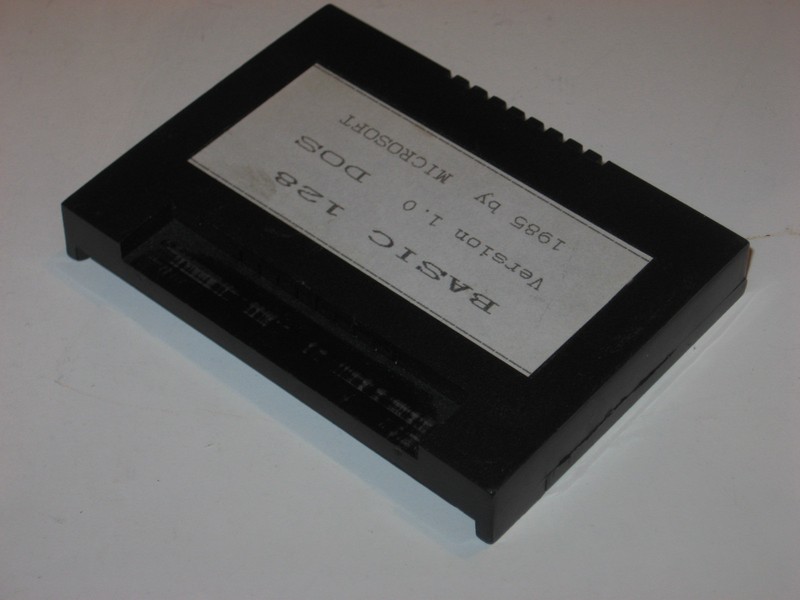 BASIC 128 DOS
Version 1.0
1985 by MICROSOFT